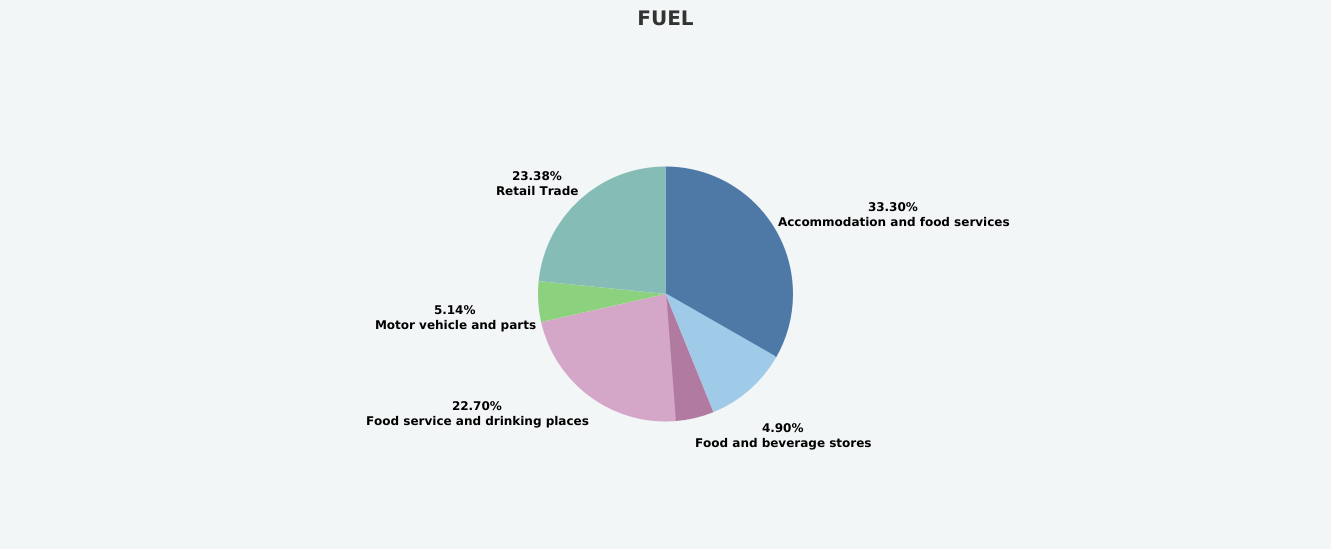 FUEL
23.38%
Retail Trade
33.30%
Accommodation and food services
5.14%
Motor vehicle and parts
22.70%
Food service and drinking places
4.90%
Food and beverage stores